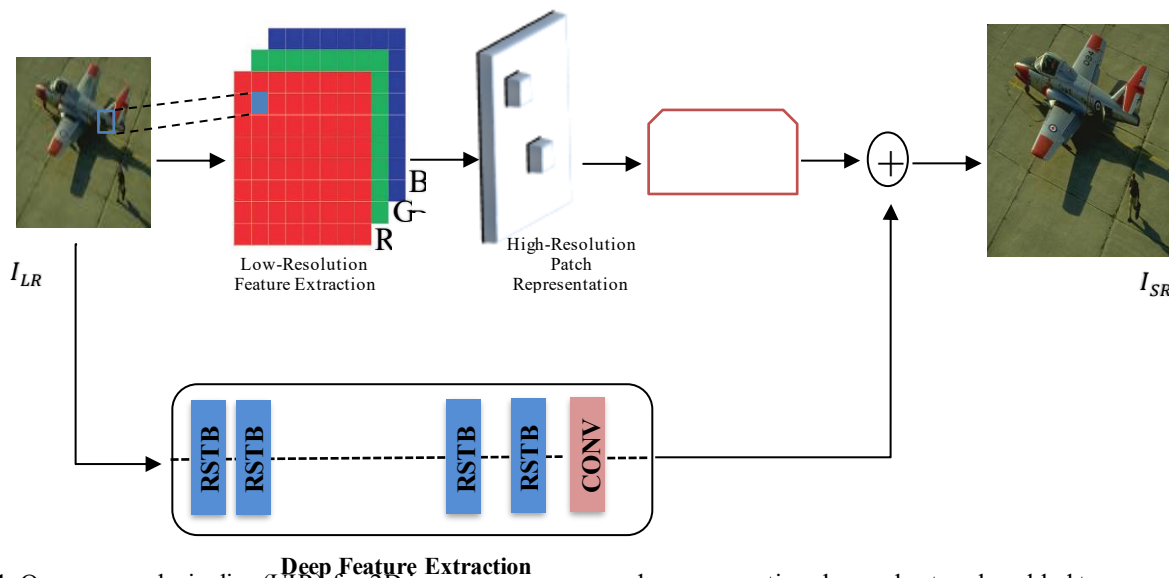 B
G
R
Low-Resolution
Feature Extraction
High-Resolution
Patch
Representation
I_LR
I_SR
RSTB
RSTB
RSTB
RSTB
CONV
Deep Feature Extraction